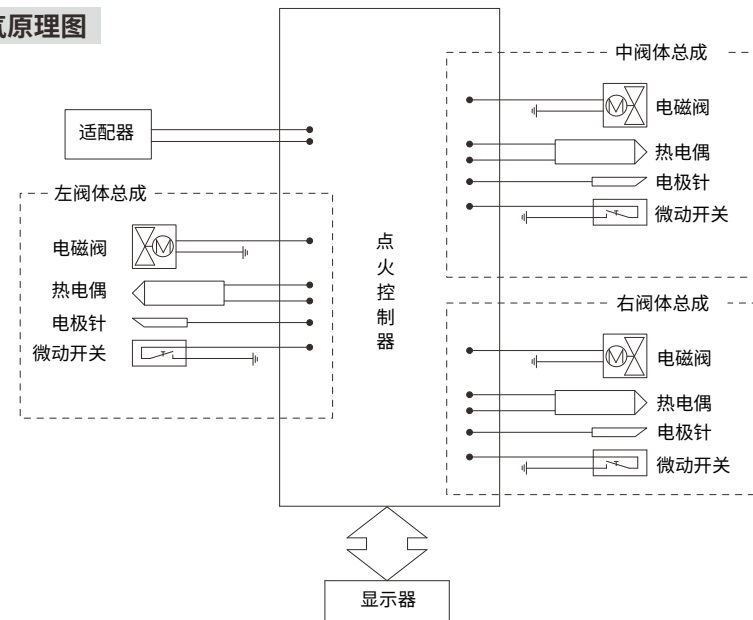 气原理图
适配器
左阀体总成
电磁阀
热电偶
电极针
微动开关
点火控制器
中阀体总成
电磁阀
热电偶
电极针
微动开关
右阀体总成
电磁阀
热电偶
电极针
微动开关
显示器